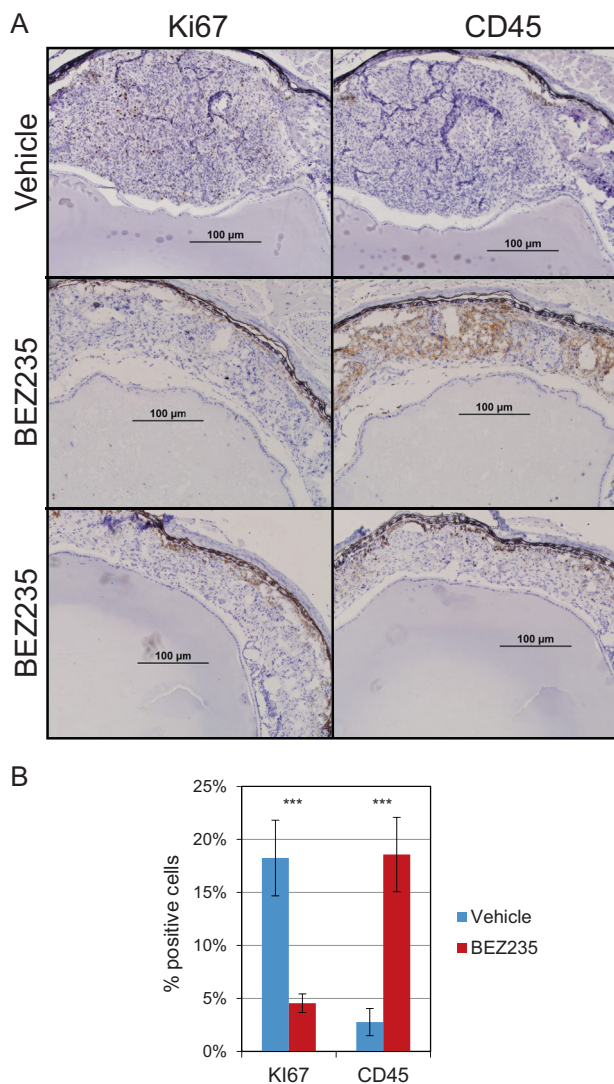 A
Ki67
CD45
Vehicle
100 μm
100 μm
BEZ235
100 μm
100 μm
BEZ235
100 μm
100 μm
B
25%
20%
15%
10%
5%
0%
% positive cells
***
***
KI67
CD45
Vehicle
BEZ235